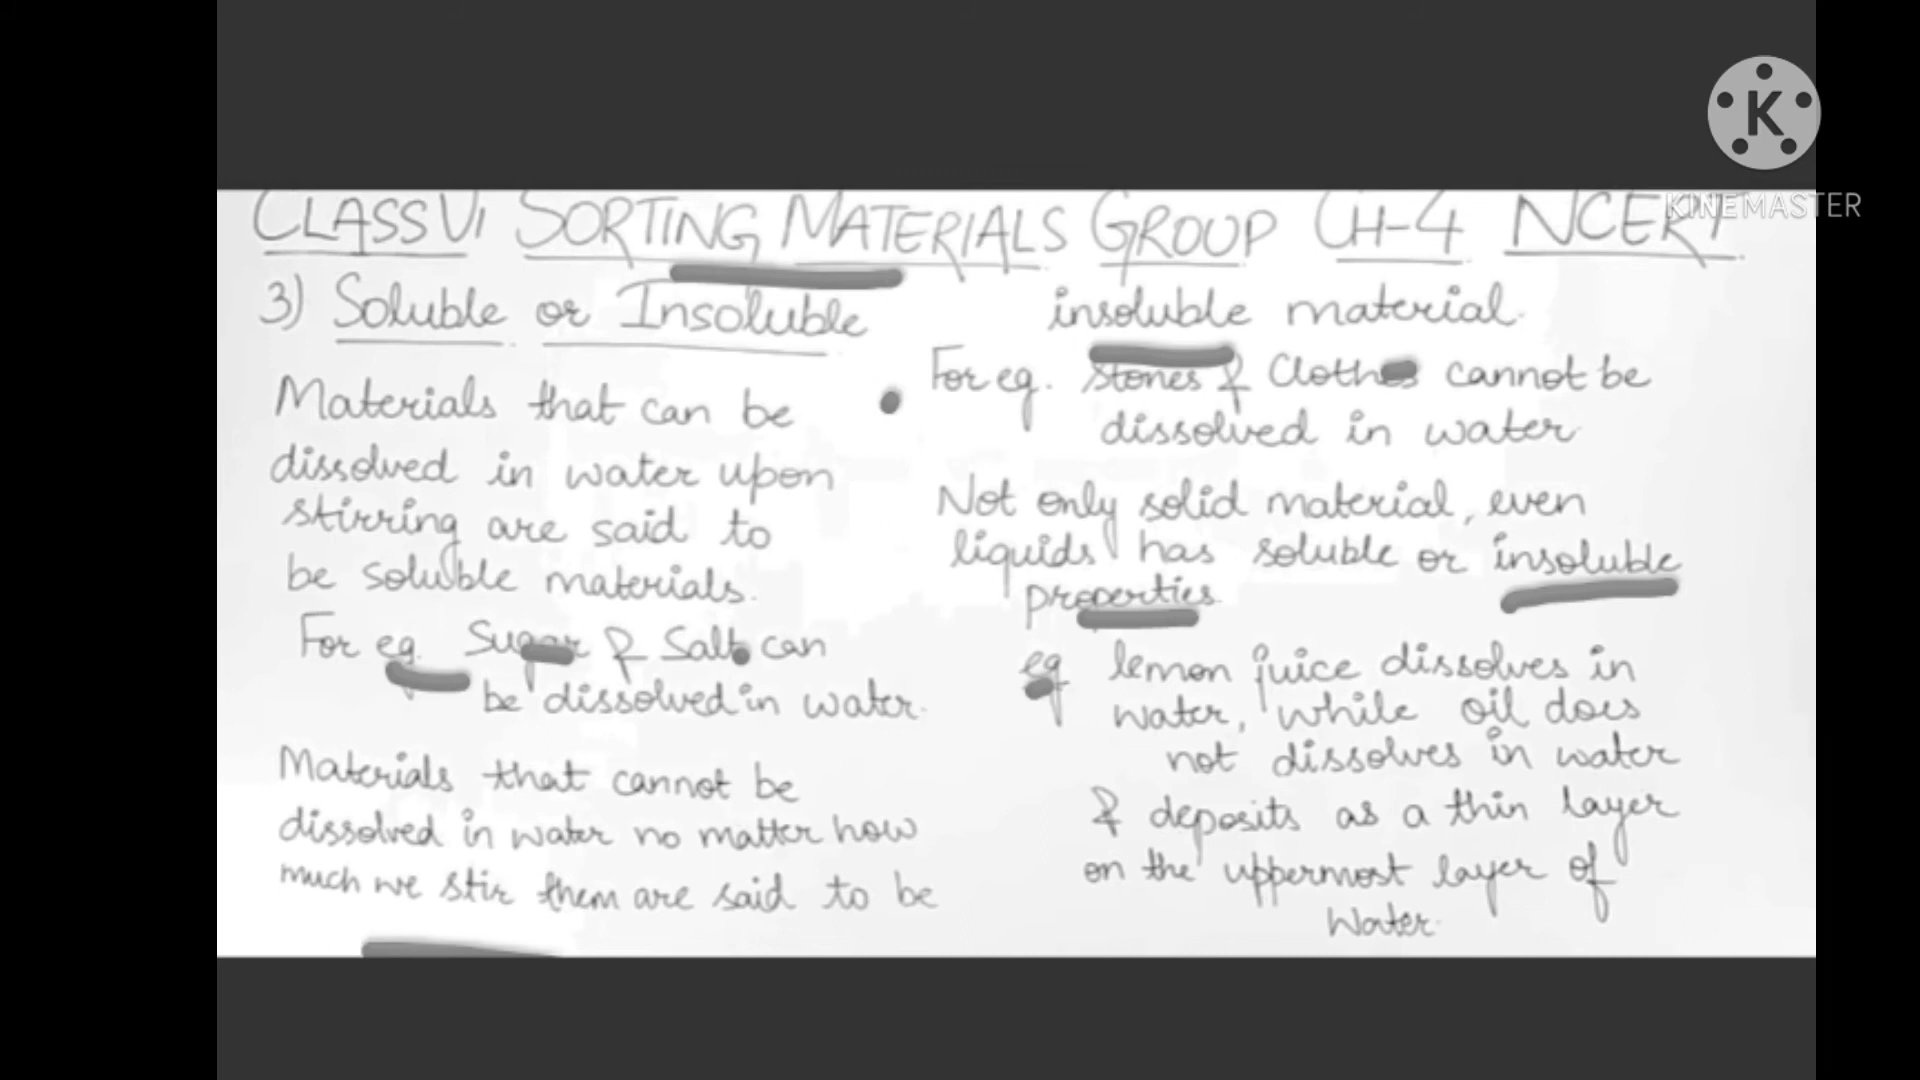 CLASS VI SORTING MATERIALS GROUP CH-4 NCERT
3) Soluble or Insoluble
Materials that can be
dissolved in water upon
stirring are said to
be soluble materials.
For eg. Sugar & Salt can
be dissolved in water.
Materials that cannot be
dissolved in water no matter how
much we stir them are said to be
insoluble material.
For eg. Stones & Clothes cannot be
dissolved in water
Not only solid material, even
liquids has soluble or insoluble
properties.
eg lemon juice dissolves in
water, while oil does
not dissolves in water
& deposits as a thin layer
on the uppermost layer of
Water.
K
KINEMASTER